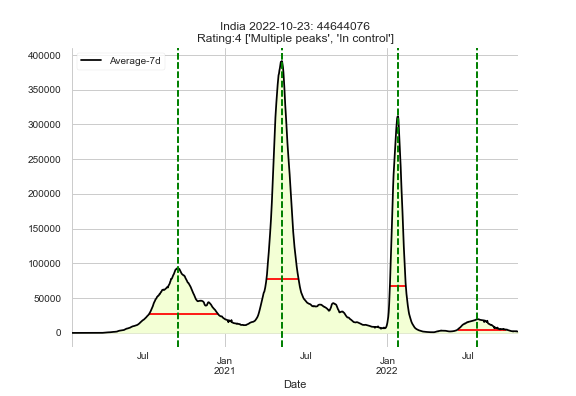 India 2022-10-23: 44644076
Rating:4 ['Multiple peaks', 'In control']
Average-7d
400000
350000
300000
250000
200000
150000
100000
50000
0
Jul
Jan
2021
Jul
Jan
2022
Jul
Date